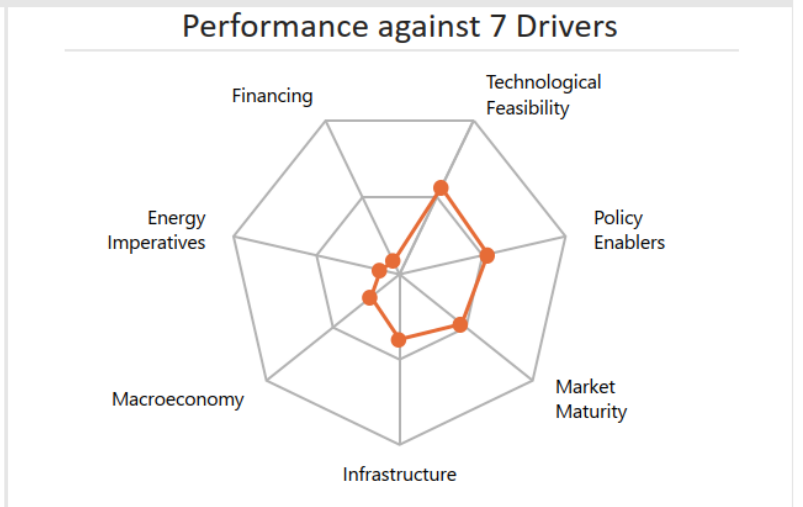 Performance against 7 Drivers
Financing
Technological
Feasibility
Energy
Imperatives
Policy
Enablers
Macroeconomy
Market
Maturity
Infrastructure